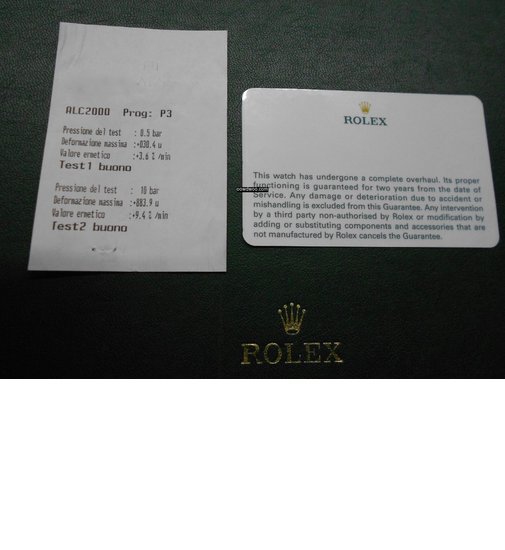 ALC2000 Prog: P3
Pressione del test : 0.5 bar
Deformazione massima :+030.4 u
Valore ermetico :+3.6 % /min
Test1 buono
Pressione del test : 10 bar
Deformazione massima :+883.9 u
Valore ermetico :+9.4 % /min
Test2 buono
ROLEX
This watch has undergone a complete overhaul. Its proper
functioning is guaranteed for two years from the date of
Service. Any damage or deterioration due to accident or
mishandling is excluded from this Guarantee. Any intervention
by a third party non-authorised by Rolex or modification by
adding or substituting components and accessories that are
not manufactured by Rolex cancels the Guarantee.
ROLEX